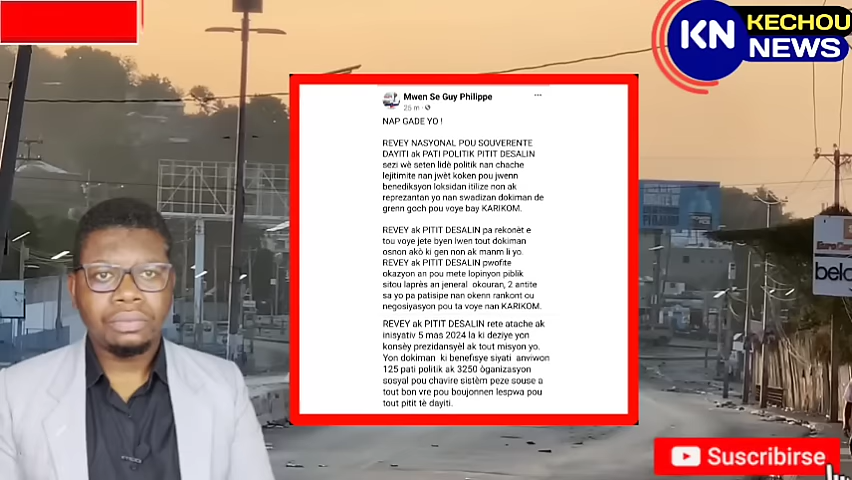 KN
KECHOU
NEWS
Mwen Se Guy Philippe
25 m
NAP GADE YO !
REVEY NASYONAL POU SOUVERENTE
DAYITI ak PATI POLITIK PITIT DESALIN
sezi wè seten lidè politik nan chache
lejitimite nan jwèt koken pou jwenn
benediksyon loksidan itilize non ak
reprezantan yo nan swadizan dokiman de
grenn goch pou voye bay KARIKOM.
REVEY ak PITIT DESALIN pa rekonèt e
tou voye jete byen lwen tout dokiman
osnon akò ki gen non ak manm li yo.
REVEY ak PITIT DESALIN pwofite
okazyon an pou mete lopinyon piblik
sitou laprès an jeneral okouran, 2 antite
sa yo pa patisipe nan okenn rankont ou
negosiyasyon pou ta voye nan KARIKOM.
REVEY ak PITIT DESALIN rete atache ak
inisyativ 5 mas 2024 la ki deziye yon
konsèy prezidansyèl ak tout misyon yo.
Yon dokiman ki benefisye siyati anviwon
125 pati politik ak 3250 òganizasyon
sosyal pou chavire sistèm peze souse a
tout bon vre pou boujonnen lespwa pou
tout pitit tè dayiti.
belg
Suscribirse